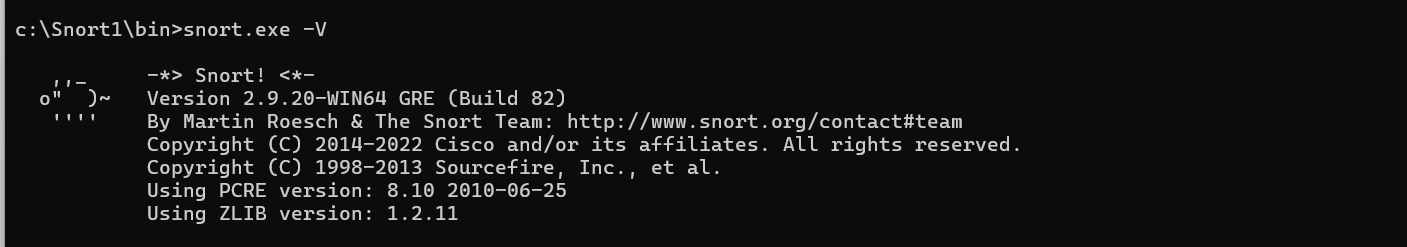 c:\Snort1\bin>snort.exe -V
   ,,_     -*> Snort! <*-
  o"  )~   Version 2.9.20-WIN64 GRE (Build 82)
   ''''    By Martin Roesch & The Snort Team: http://www.snort.org/contact#team
           Copyright (C) 2014-2022 Cisco and/or its affiliates. All rights reserved.
           Copyright (C) 1998-2013 Sourcefire, Inc., et al.
           Using PCRE version: 8.10 2010-06-25
           Using ZLIB version: 1.2.11